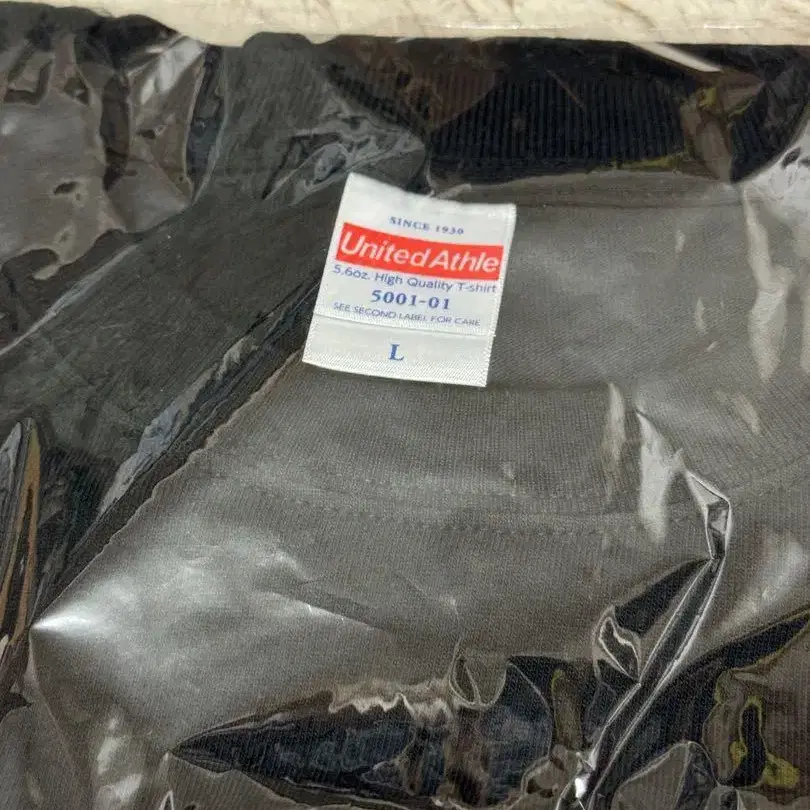 SINCE 1930
United Athle
5.6oz. High Quality T-shirt
5001-01
SEE SECOND LABEL FOR CARE
L